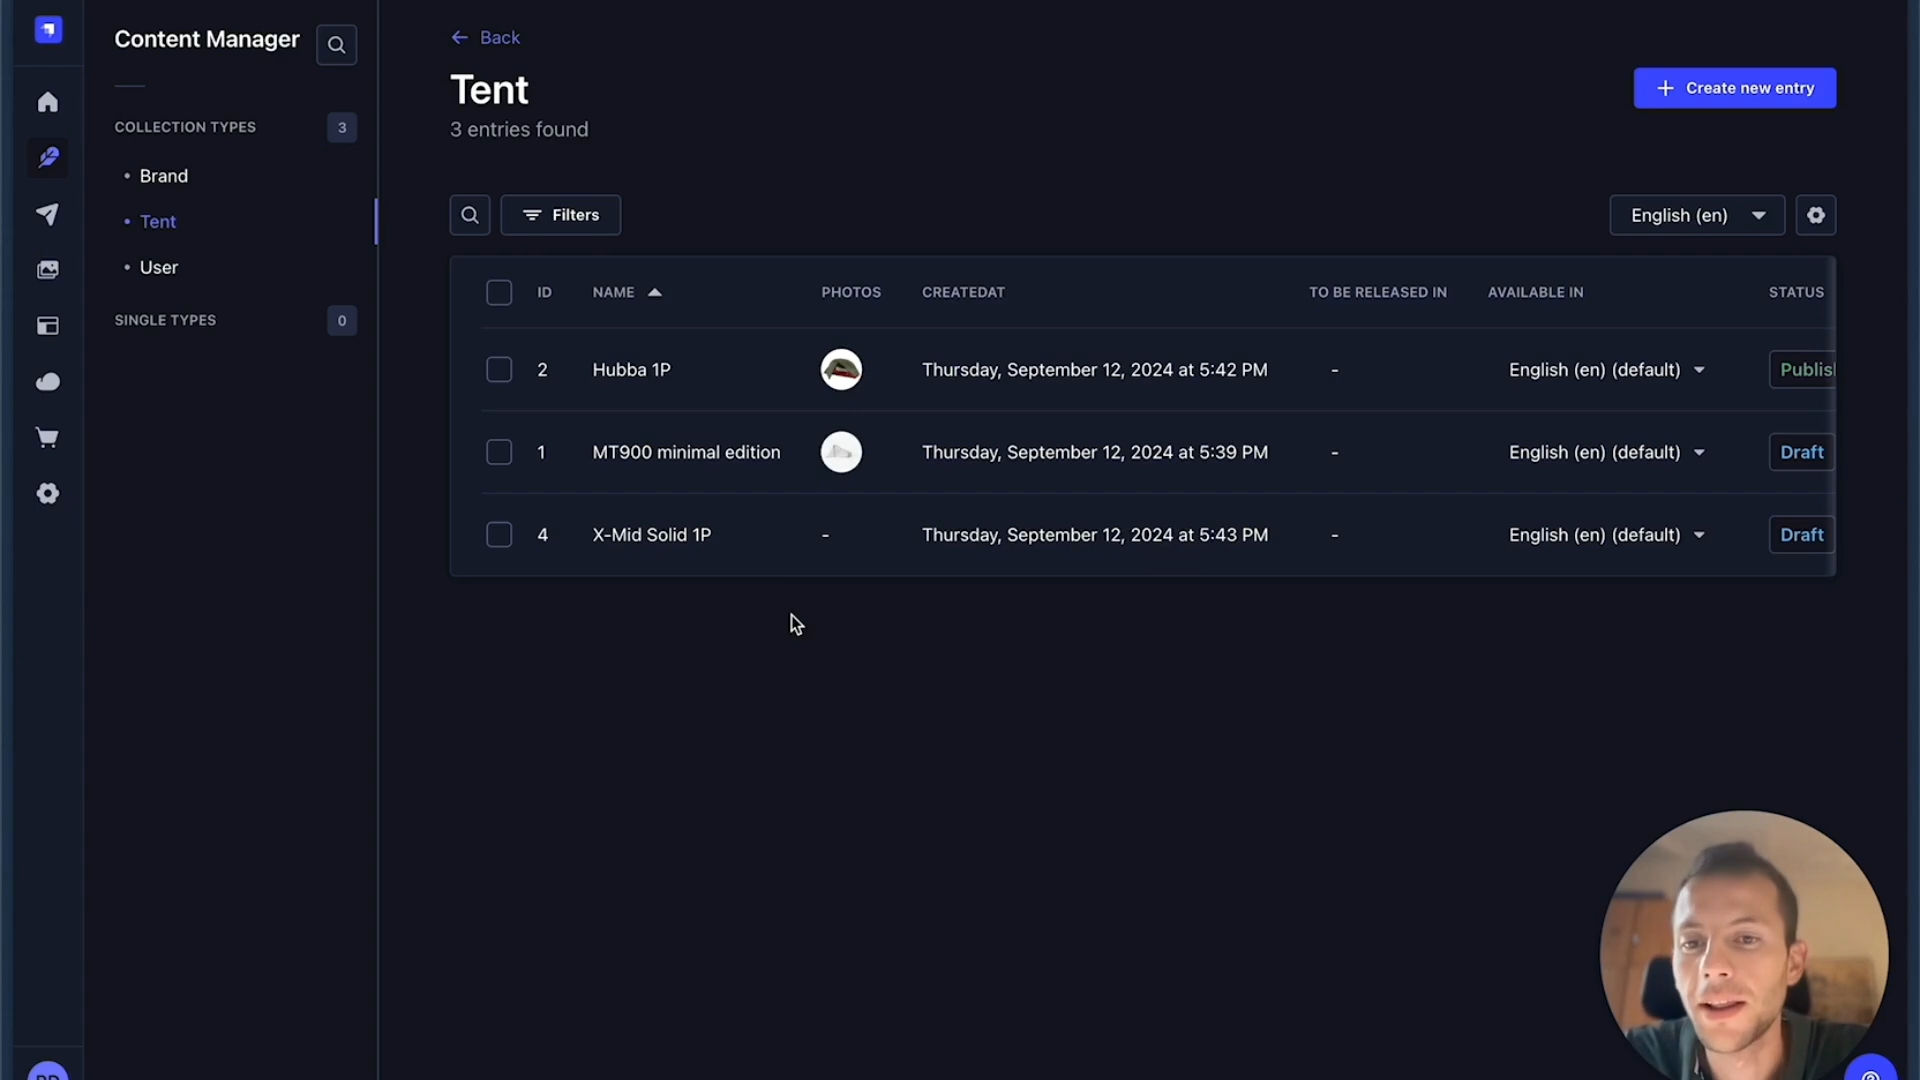 Content Manager
COLLECTION TYPES 3
Brand
Tent
User
SINGLE TYPES 0
Back
Tent
3 entries found
Create new entry
Filters
English (en)
ID NAME PHOTOS CREATEDAT TO BE RELEASED IN AVAILABLE IN STATUS
2 Hubba 1P Thursday, September 12, 2024 at 5:42 PM - English (en) (default) Publis
1 MT900 minimal edition Thursday, September 12, 2024 at 5:39 PM - English (en) (default) Draft
4 X-Mid Solid 1P - Thursday, September 12, 2024 at 5:43 PM - English (en) (default) Draft